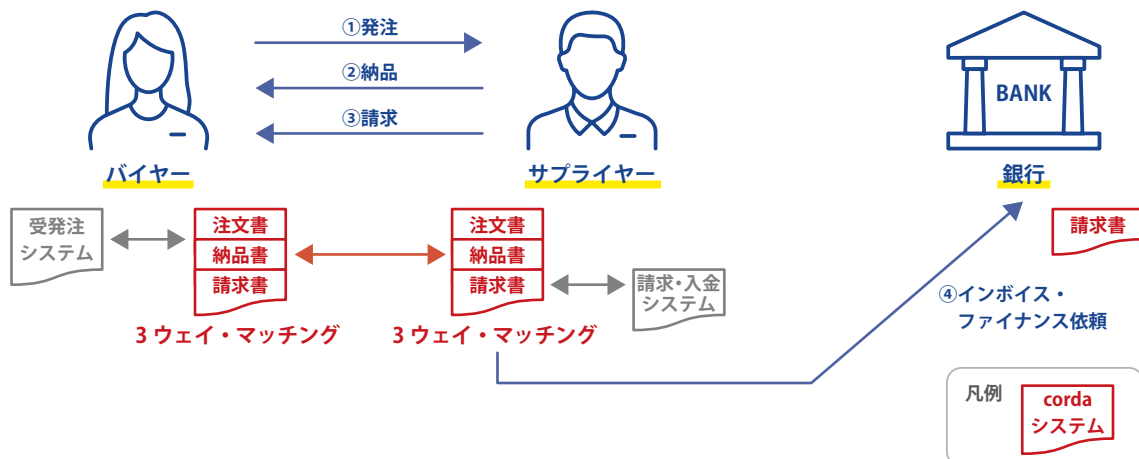 ①発注
②納品
③請求
BANK
バイヤー
サプライヤー
銀行
受発注
システム
注文書
納品書
請求書
注文書
納品書
請求書
請求・入金
システム
請求書
3 ウェイ・マッチング
3 ウェイ・マッチング
④インボイス・
ファイナンス依頼
凡例
corda
システム